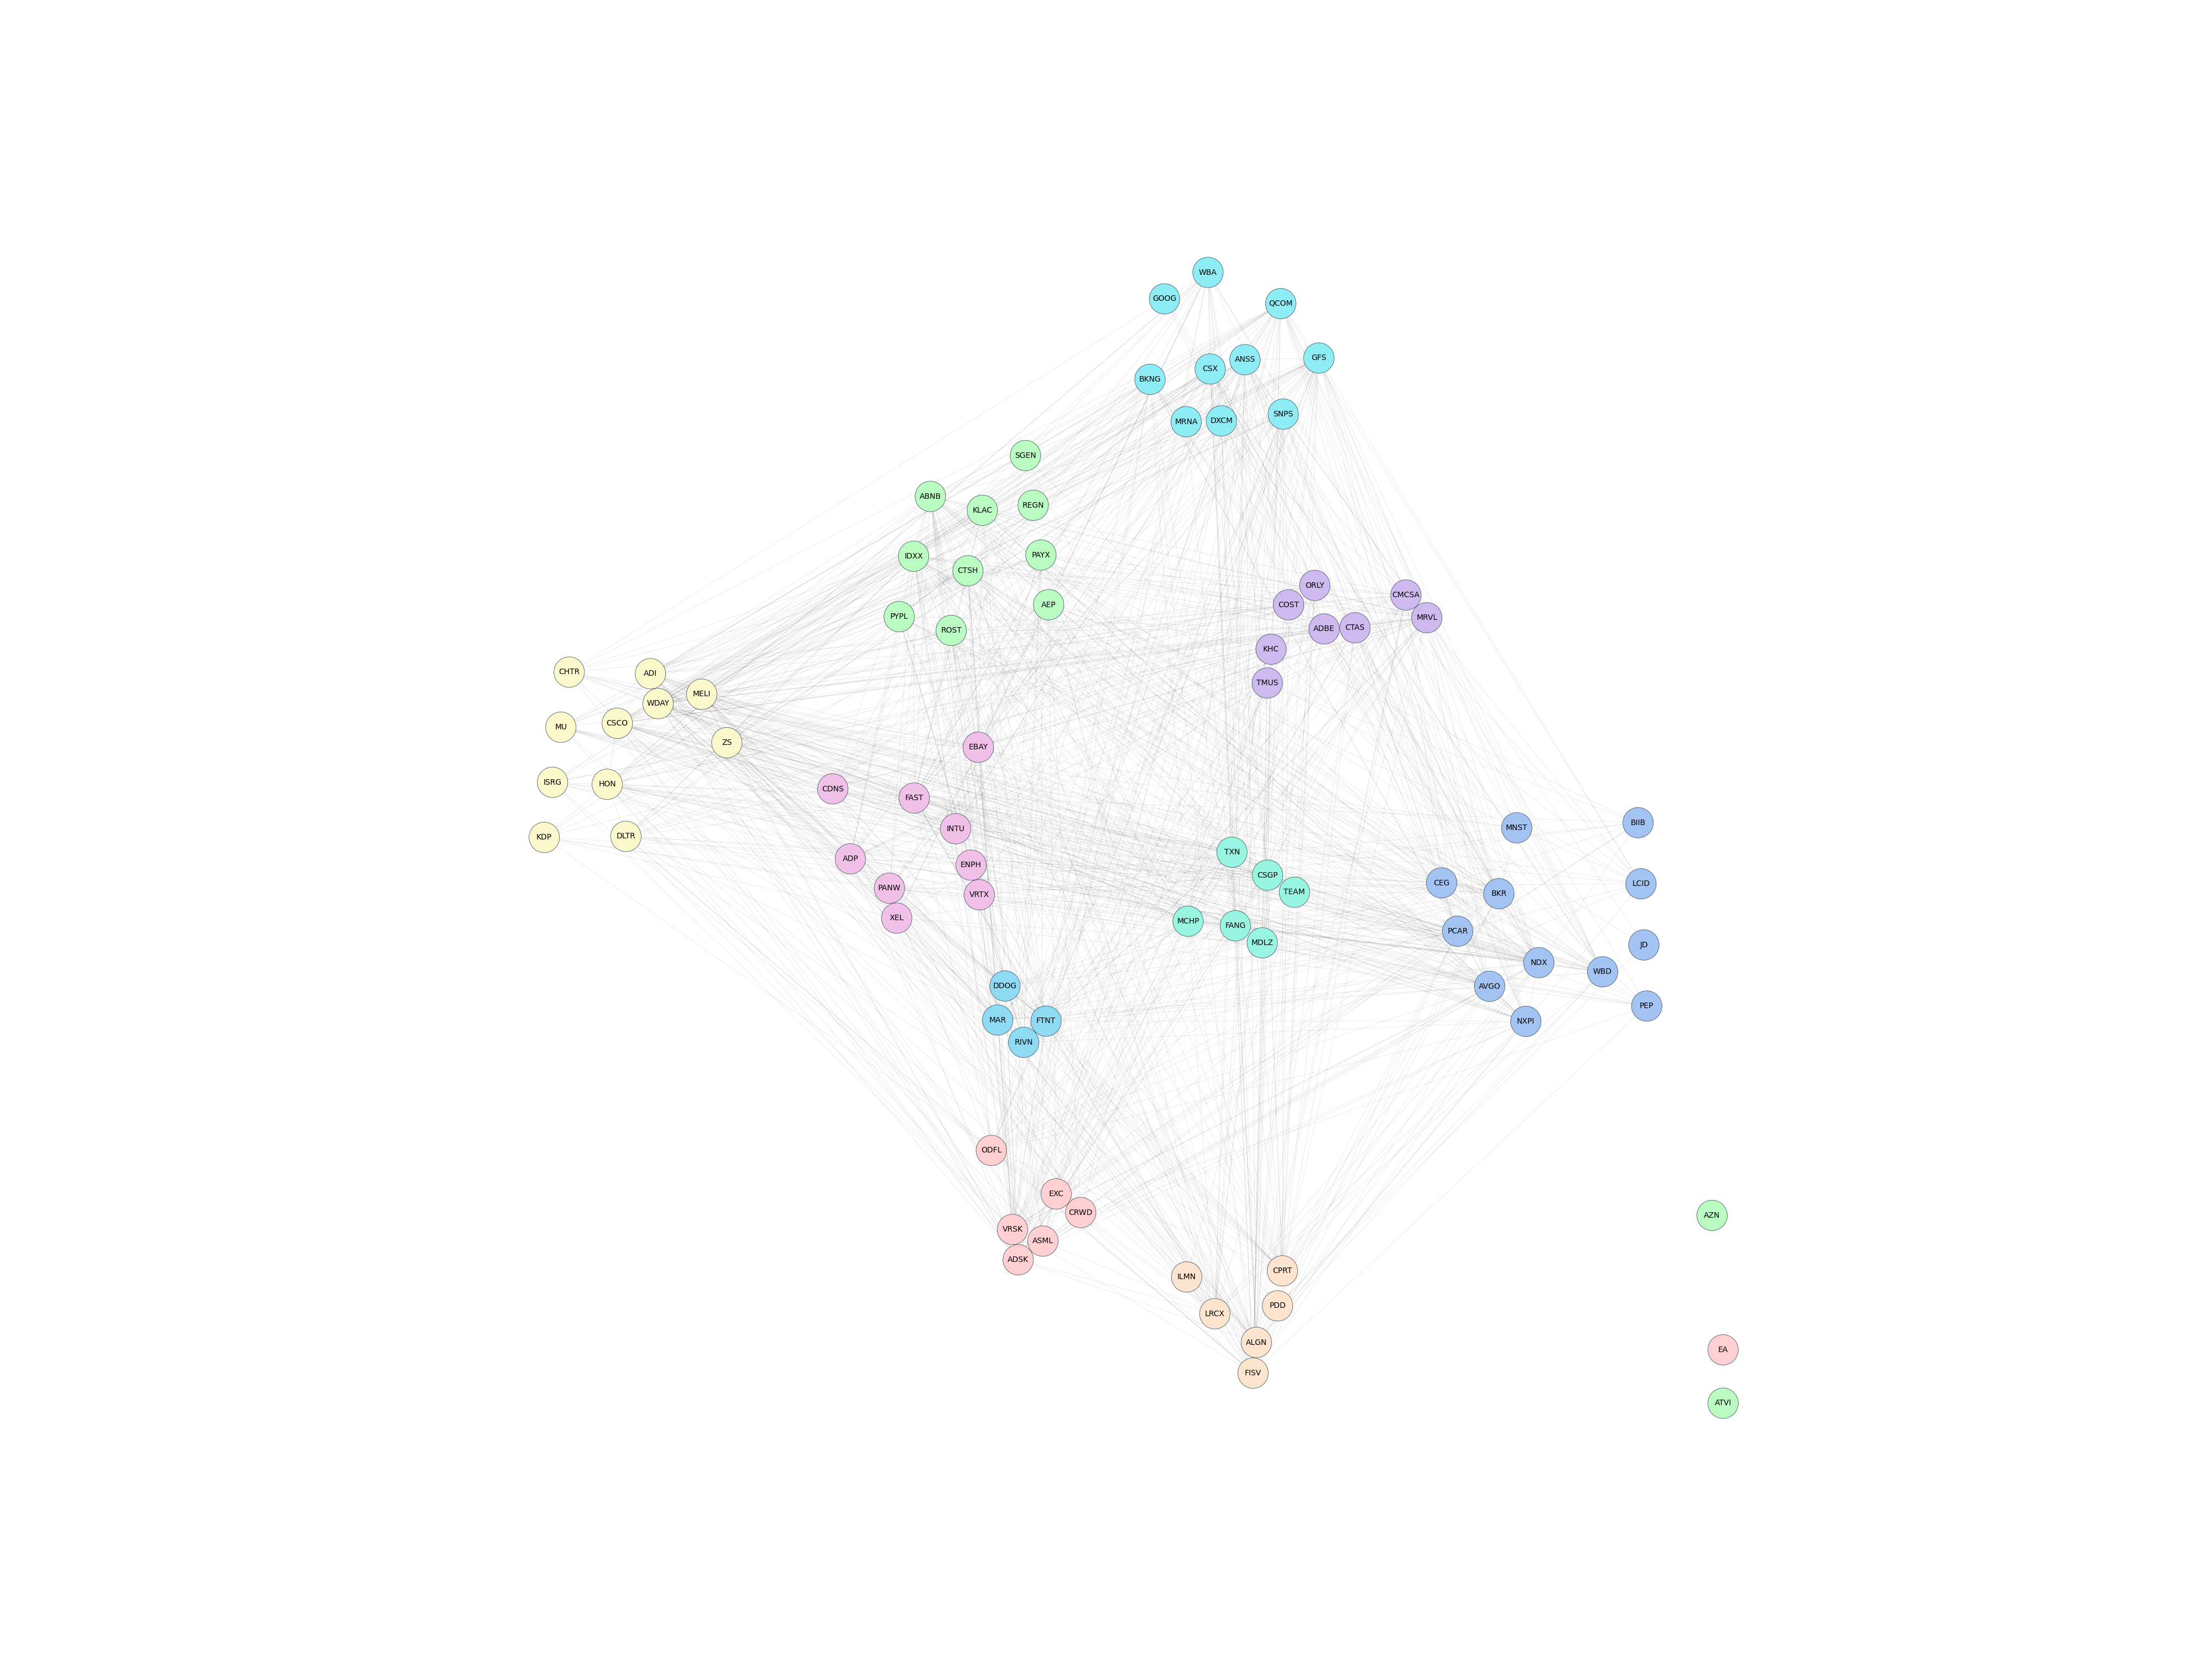 WBA
GOOG
QCOM
GFS
ANSS
CSX
BKNG
SNPS
MRNA
DXCM
SGEN
ABNB
REGN
KLAC
PAYX
IDXX
CTSH
AEP
PYPL
ROST
ORLY
CMCSA
COST
MRVL
ADBE
CTAS
KHC
TMUS
CHTR
ADI
MELI
WDAY
CSCO
MU
ZS
ISRG
HON
KDP
DLTR
EBAY
CDNS
FAST
INTU
ADP
ENPH
PANW
VRTX
XEL
TXN
CSGP
TEAM
MCHP
FANG
MDLZ
MNST
BIIB
CEG
LCID
BKR
PCAR
JD
NDX
WBD
AVGO
PEP
NXPI
DDOG
MAR
FTNT
RIVN
ODFL
EXC
CRWD
VRSK
ASML
ADSK
AZN
ILMN
CPRT
PDD
LRCX
ALGN
FISV
EA
ATVI